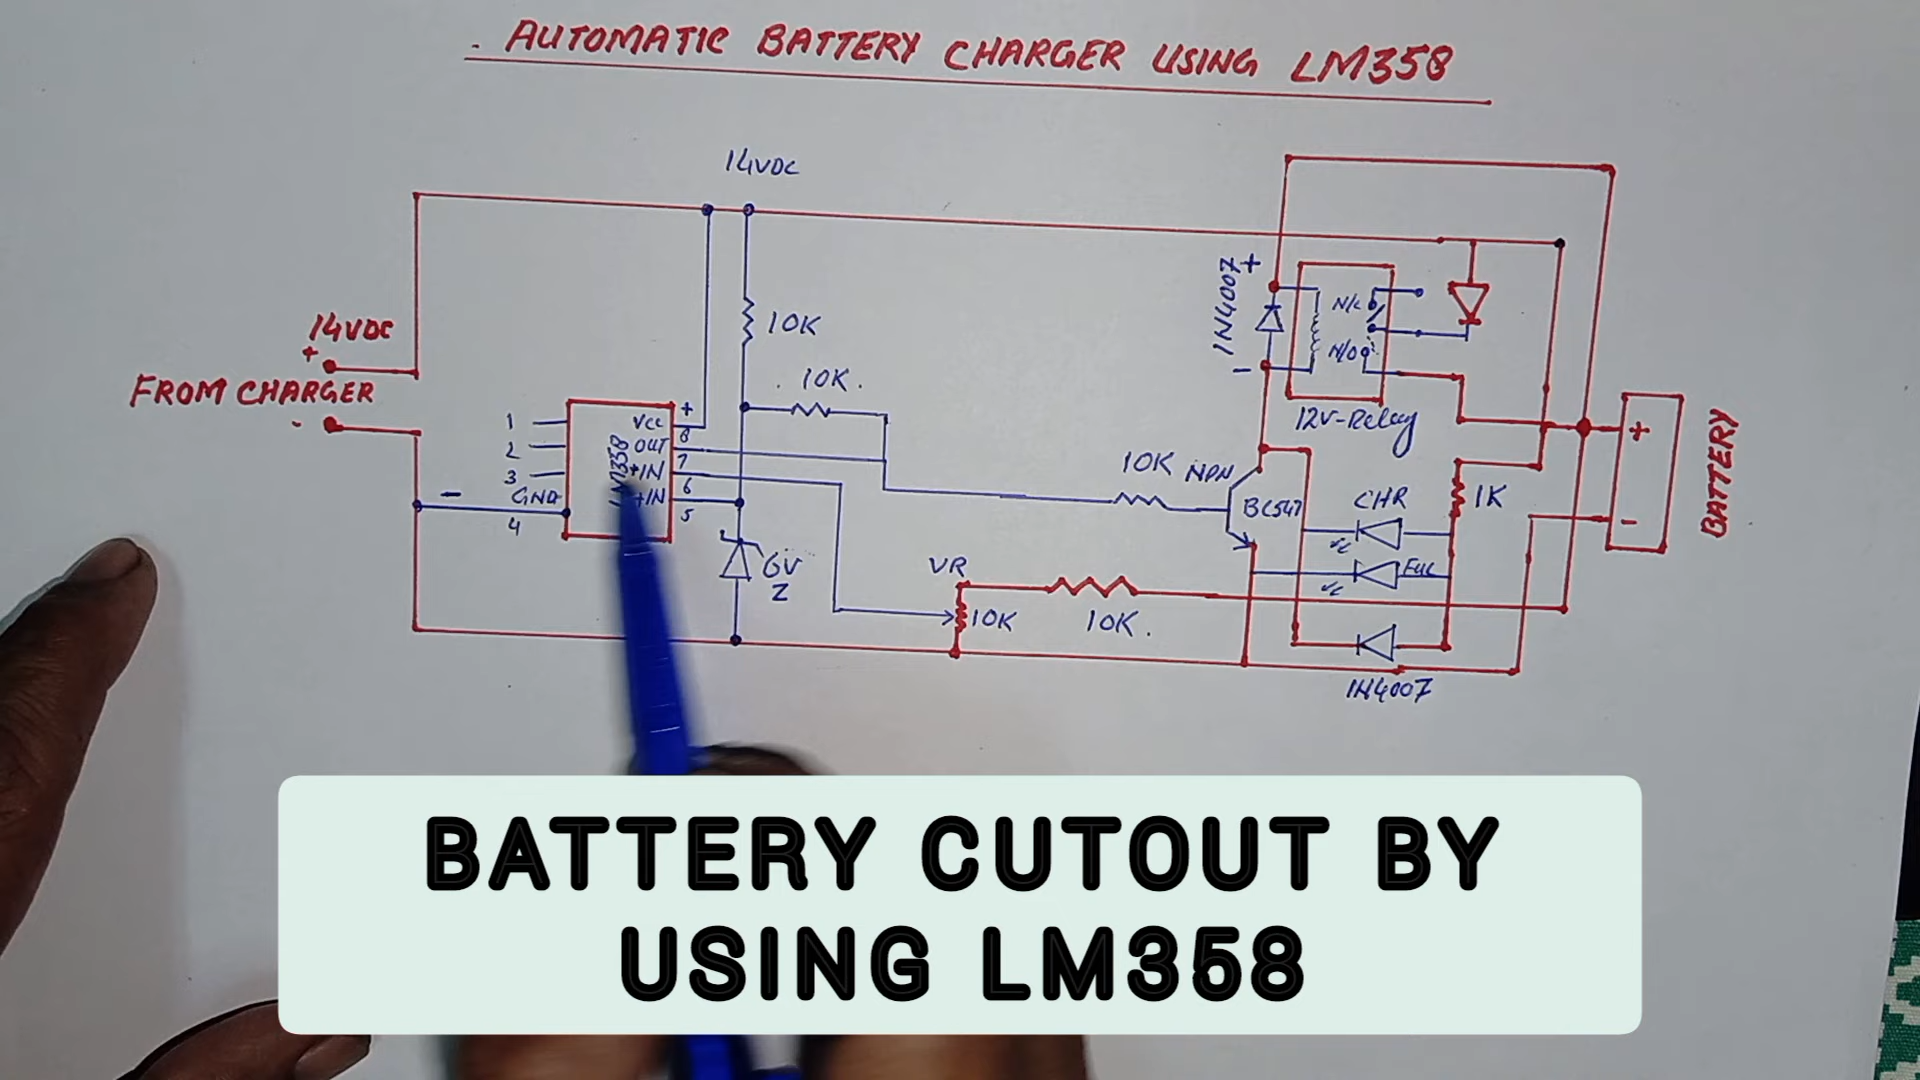 . AUTOMATIC BATTERY CHARGER USING LM358
14VDC
14VDC
+
FROM CHARGER
-
10K
10K.
1
2
3
GND
4
-
LM358
VCC
OUT
+IN
+IN
+
8
7
6
5
6V
Z
VR
10K
10K.
10K
NPN
BC547
1N4007
+
-
N/C
N/O
12V-Relay
CHR
Full
1N4007
1K
+
-
BATTERY
BATTERY CUTOUT BY
USING LM358